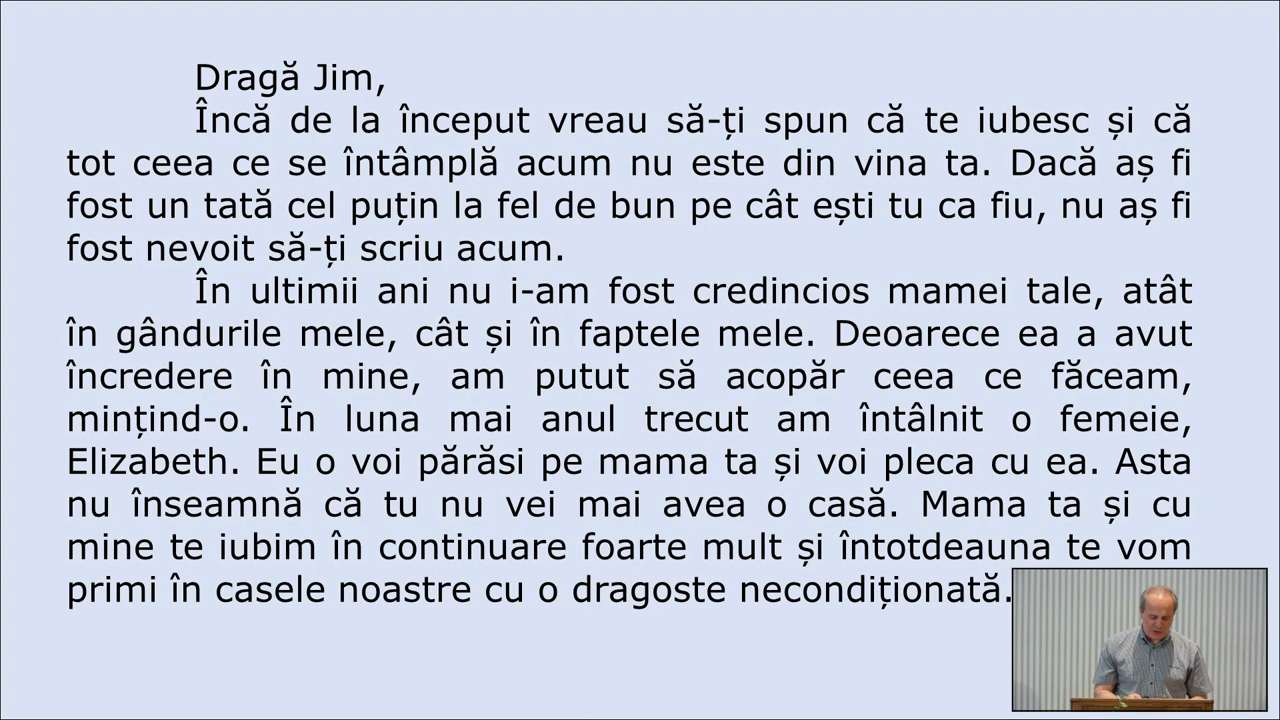 Dragă Jim,
Încă de la început vreau să-ți spun că te iubesc și că
tot ceea ce se întâmplă acum nu este din vina ta. Dacă aș fi
fost un tată cel puțin la fel de bun pe cât ești tu ca fiu, nu aș fi
fost nevoit să-ți scriu acum.
În ultimii ani nu i-am fost credincios mamei tale, atât
în gândurile mele, cât și în faptele mele. Deoarece ea a avut
încredere în mine, am putut să acopăr ceea ce făceam,
mințind-o. În luna mai anul trecut am întâlnit o femeie,
Elizabeth. Eu o voi părăsi pe mama ta și voi pleca cu ea. Asta
nu înseamnă că tu nu vei mai avea o casă. Mama ta și cu
mine te iubim în continuare foarte mult și întotdeauna te vom
primi în casele noastre cu o dragoste necondiționată.